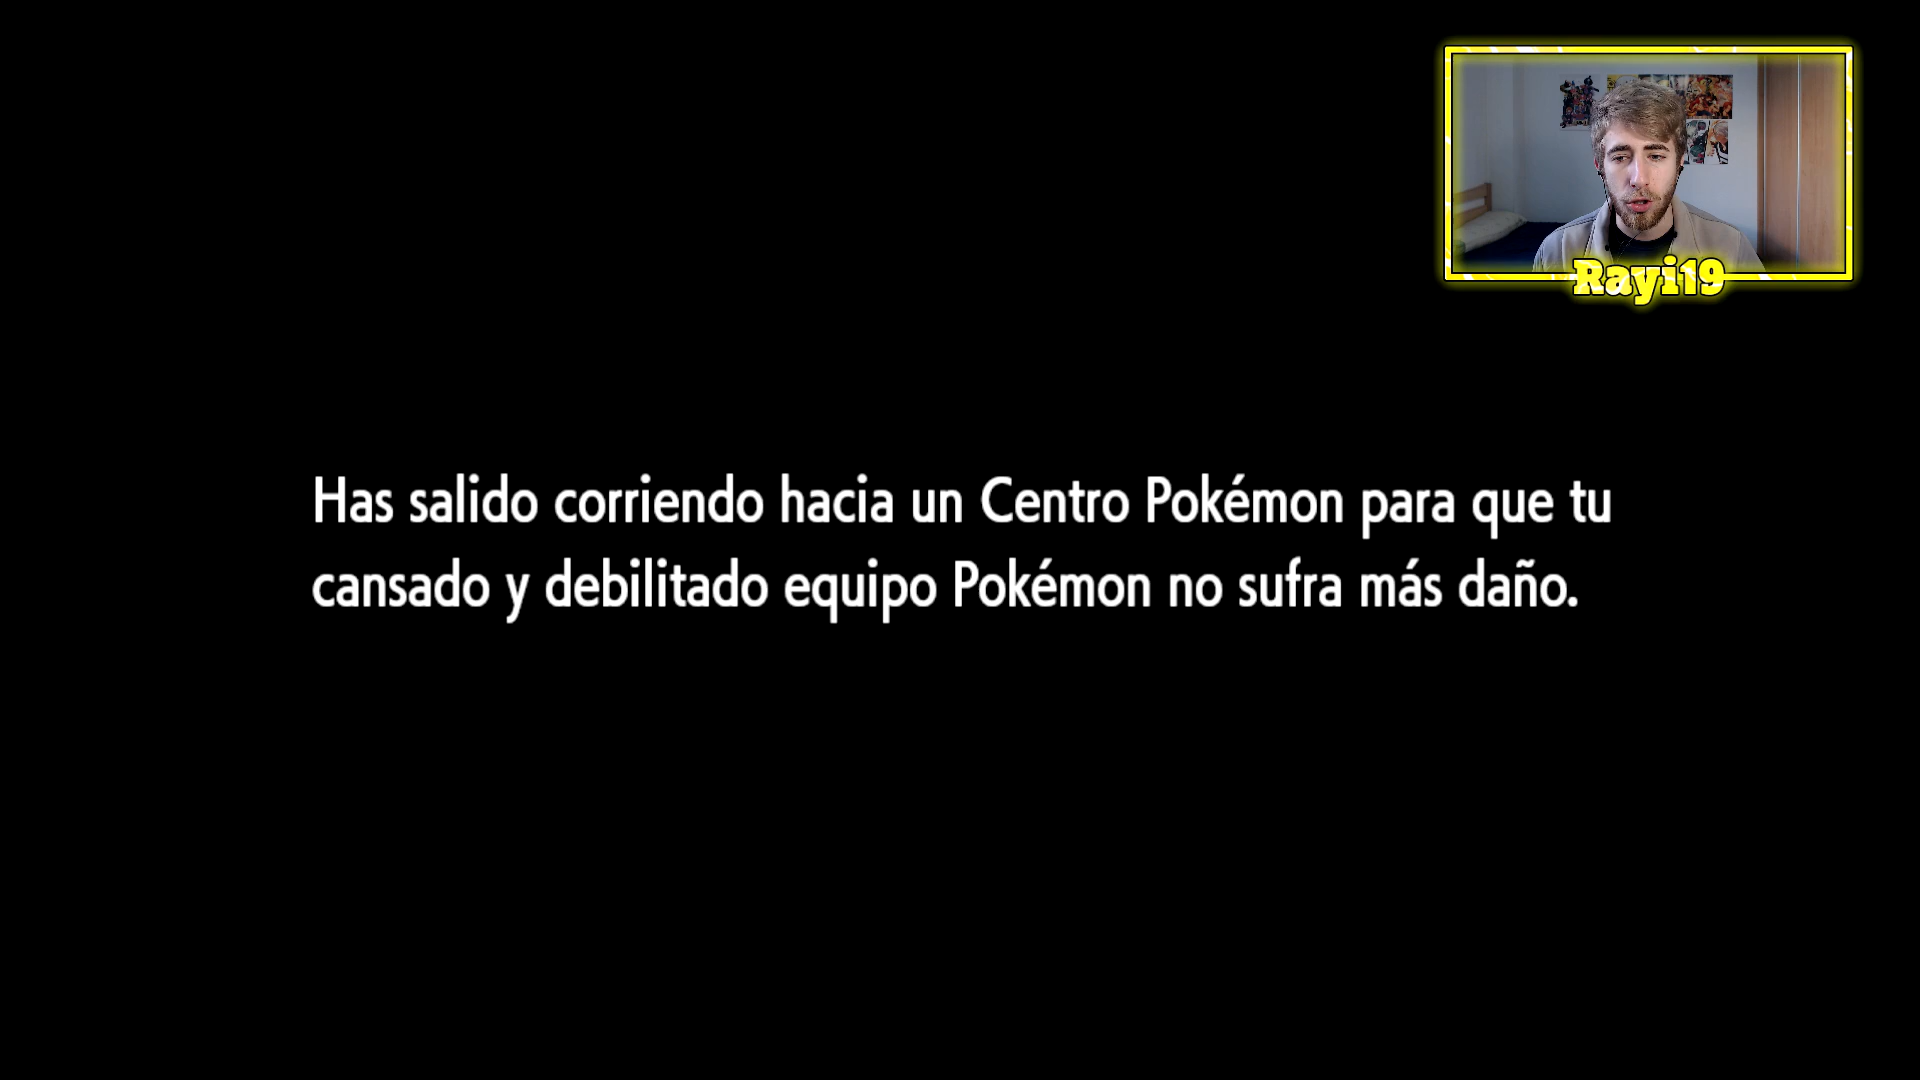 Rayi19
Has salido corriendo hacia un Centro Pokémon para que tu
cansado y debilitado equipo Pokémon no sufra más daño.